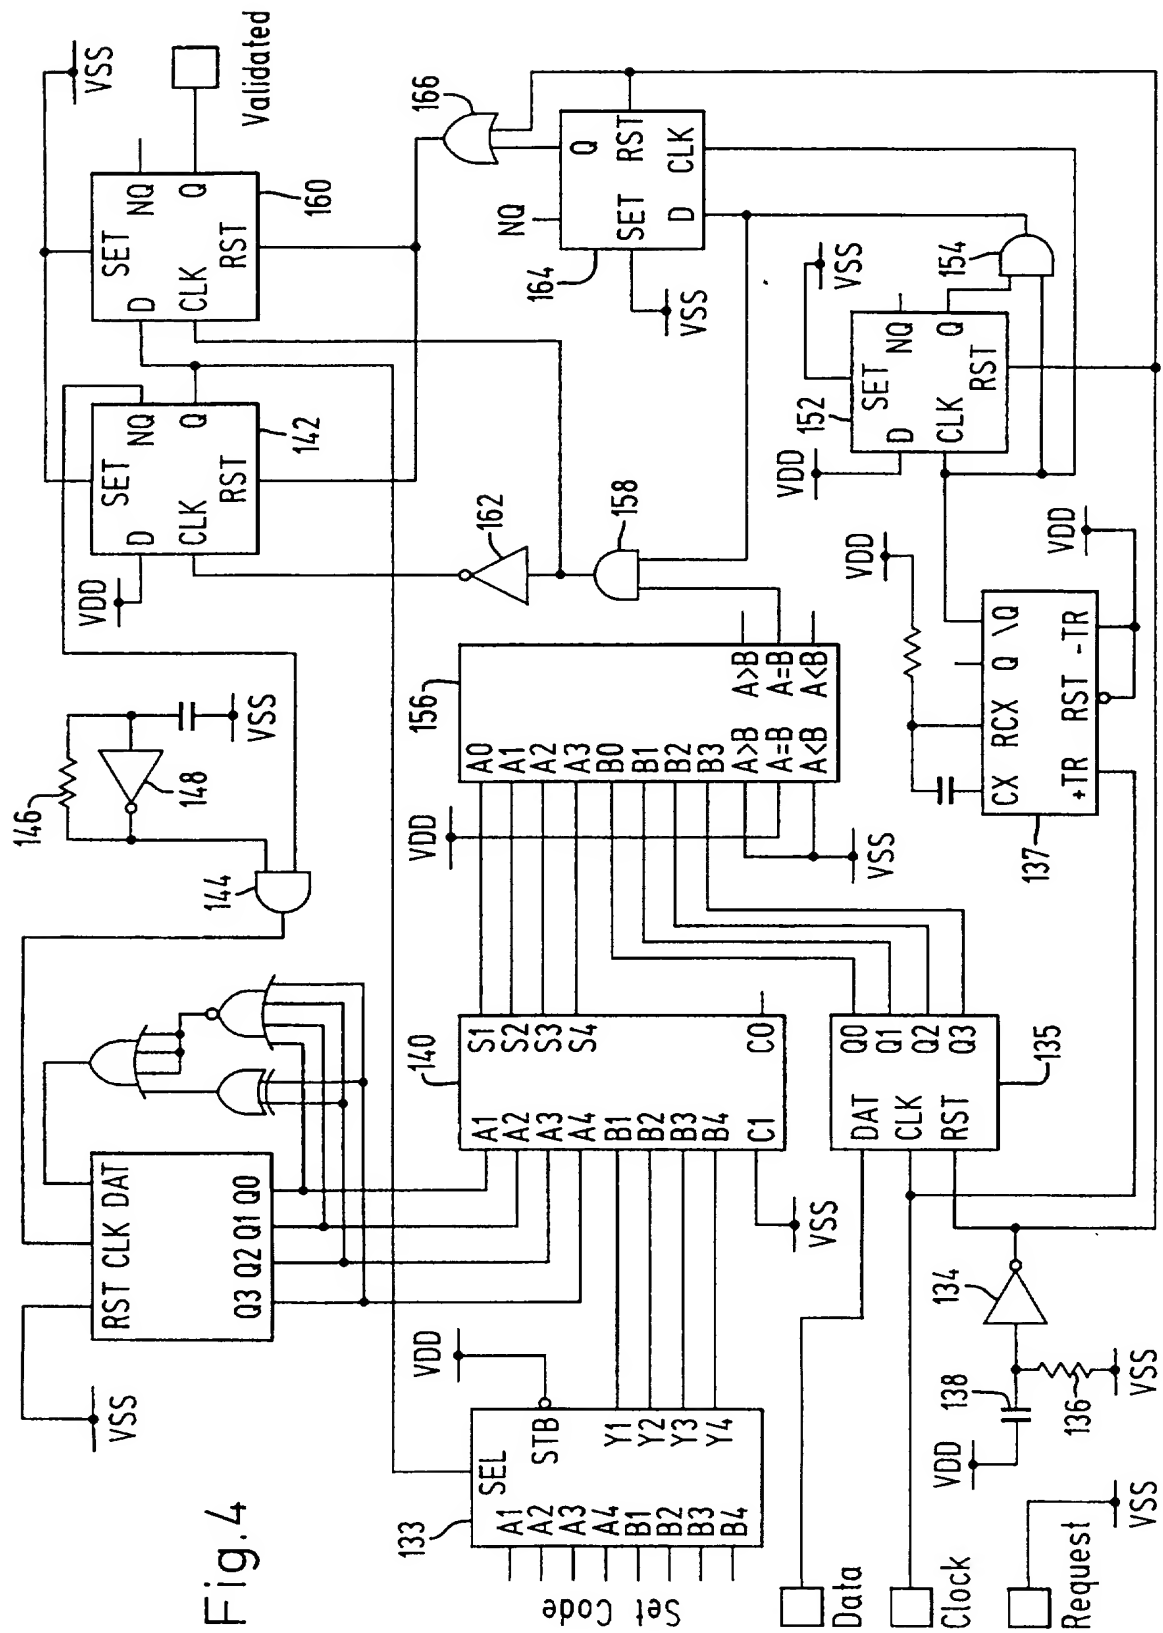 Fig.4
VSS
RST CLK DAT
Q3 Q2 Q1 Q0
144
146
148
VSS
VDD
SET
D
NQ
CLK
Q
RST
142
SET
D
NQ
CLK
Q
RST
160
VSS
Validated
Set Code
133
A1
A2
A3
A4
B1
B2
B3
B4
SEL
STB
Y1
Y2
Y3
Y4
VDD
140
A1
A2
A3
A4
B1
B2
B3
B4
C1
S1
S2
S3
S4
C0
VSS
VDD
156
A0
A1
A2
A3
B0
B1
B2
B3
A>B
A=B
A<B
A>B
A=B
A<B
VSS
162
158
166
NQ
Q
SET
RST
D
CLK
164
VSS
Data
Clock
Request
VSS
VDD
138
136
VSS
134
DAT
CLK
RST
Q0
Q1
Q2
Q3
135
137
CX
RCX
Q
\Q
+TR
RST
-TR
VDD
VDD
VDD
152
SET
D
NQ
CLK
Q
RST
VSS
154